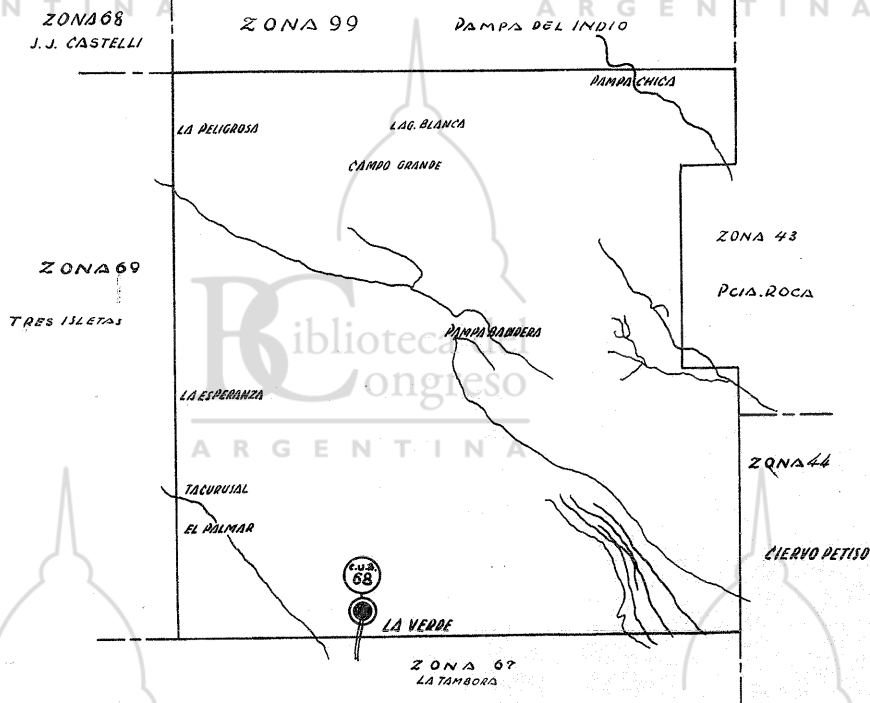 ARGENTINA
ZONA 68
J.J. CASTELLI
ZONA 99
PAMPA DEL INDIO
PAMPA CHICA
LA PELIGROSA
LAG. BLANCA
CAMPO GRANDE
ZONA 43
PCIA. ROCA
ZONA 69
TRES ISLETAS
PAMPA BANDERA
Biblioteca del
Congreso
ARGENTINA
LA ESPERANZA
TACURUSAL
EL PALMAR
ZONA 44
CIERVO PETISO
C.U.B.
68
LA VERDE
ZONA 67
LA TAMBORA